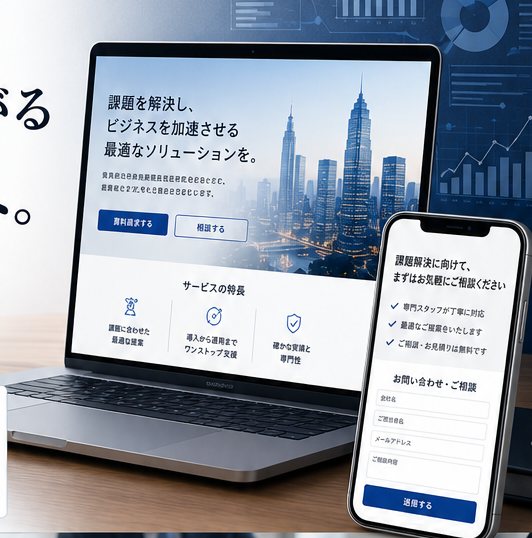 る
。
課題を解決し、
ビジネスを加速させる
最適なソリューションを。
資料請求する
相談する
サービスの特長
課題に合わせた
最適な提案
導入から運用まで
ワンストップ支援
確かな実績と
専門性
課題解決に向けて、
まずはお気軽にご相談ください
専門スタッフが丁寧に対応
最適なご提案をいたします
ご相談・お見積りは無料です
お問い合わせ・ご相談
会社名
ご担当者名
メールアドレス
ご相談内容
送信する